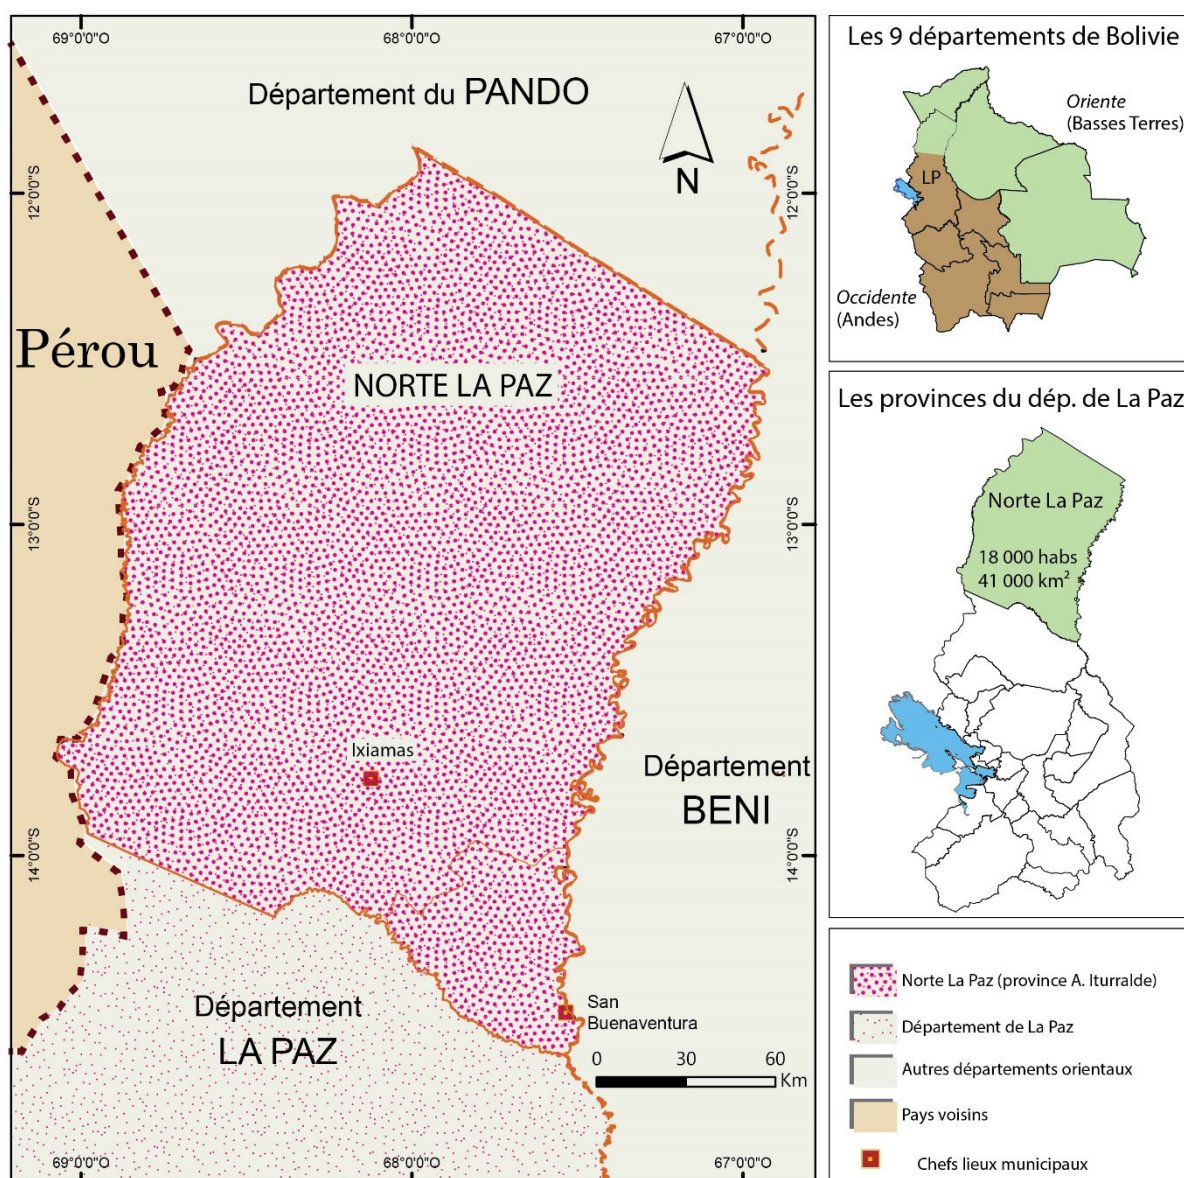 69°0'0"O
68°0'0"O
67°0'0"O
Département du PANDO
N
12°0'0"S
12°0'0"S
Pérou
NORTE LA PAZ
13°0'0"S
13°0'0"S
Ixiamas
Département
BENI
14°0'0"S
14°0'0"S
Département
LA PAZ
San
Buenaventura
0 30 60
Km
69°0'0"O
68°0'0"O
67°0'0"O
Les 9 départements de Bolivie
Oriente
(Basses Terres)
LP
Occidente
(Andes)
Les provinces du dép. de La Paz
Norte La Paz
18 000 habs
41 000 km²
Norte La Paz (province A. Iturralde)
Département de La Paz
Autres départements orientaux
Pays voisins
Chefs lieux municipaux